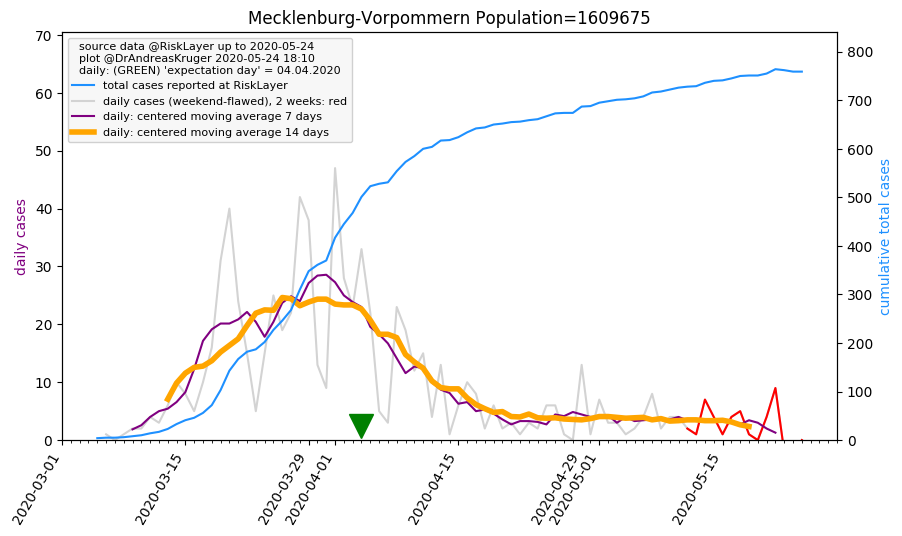 Mecklenburg-Vorpommern Population=1609675
source data @RiskLayer up to 2020-05-24
plot @DrAndreasKruger 2020-05-24 18:10
daily: (GREEN) 'expectation day' = 04.04.2020
total cases reported at RiskLayer
daily cases (weekend-flawed), 2 weeks: red
daily: centered moving average 7 days
daily: centered moving average 14 days
daily cases
70
60
50
40
30
20
10
0
cumulative total cases
800
700
600
500
400
300
200
100
0
2020-03-01
2020-03-15
2020-03-29
2020-04-01
2020-04-15
2020-04-29
2020-05-01
2020-05-15